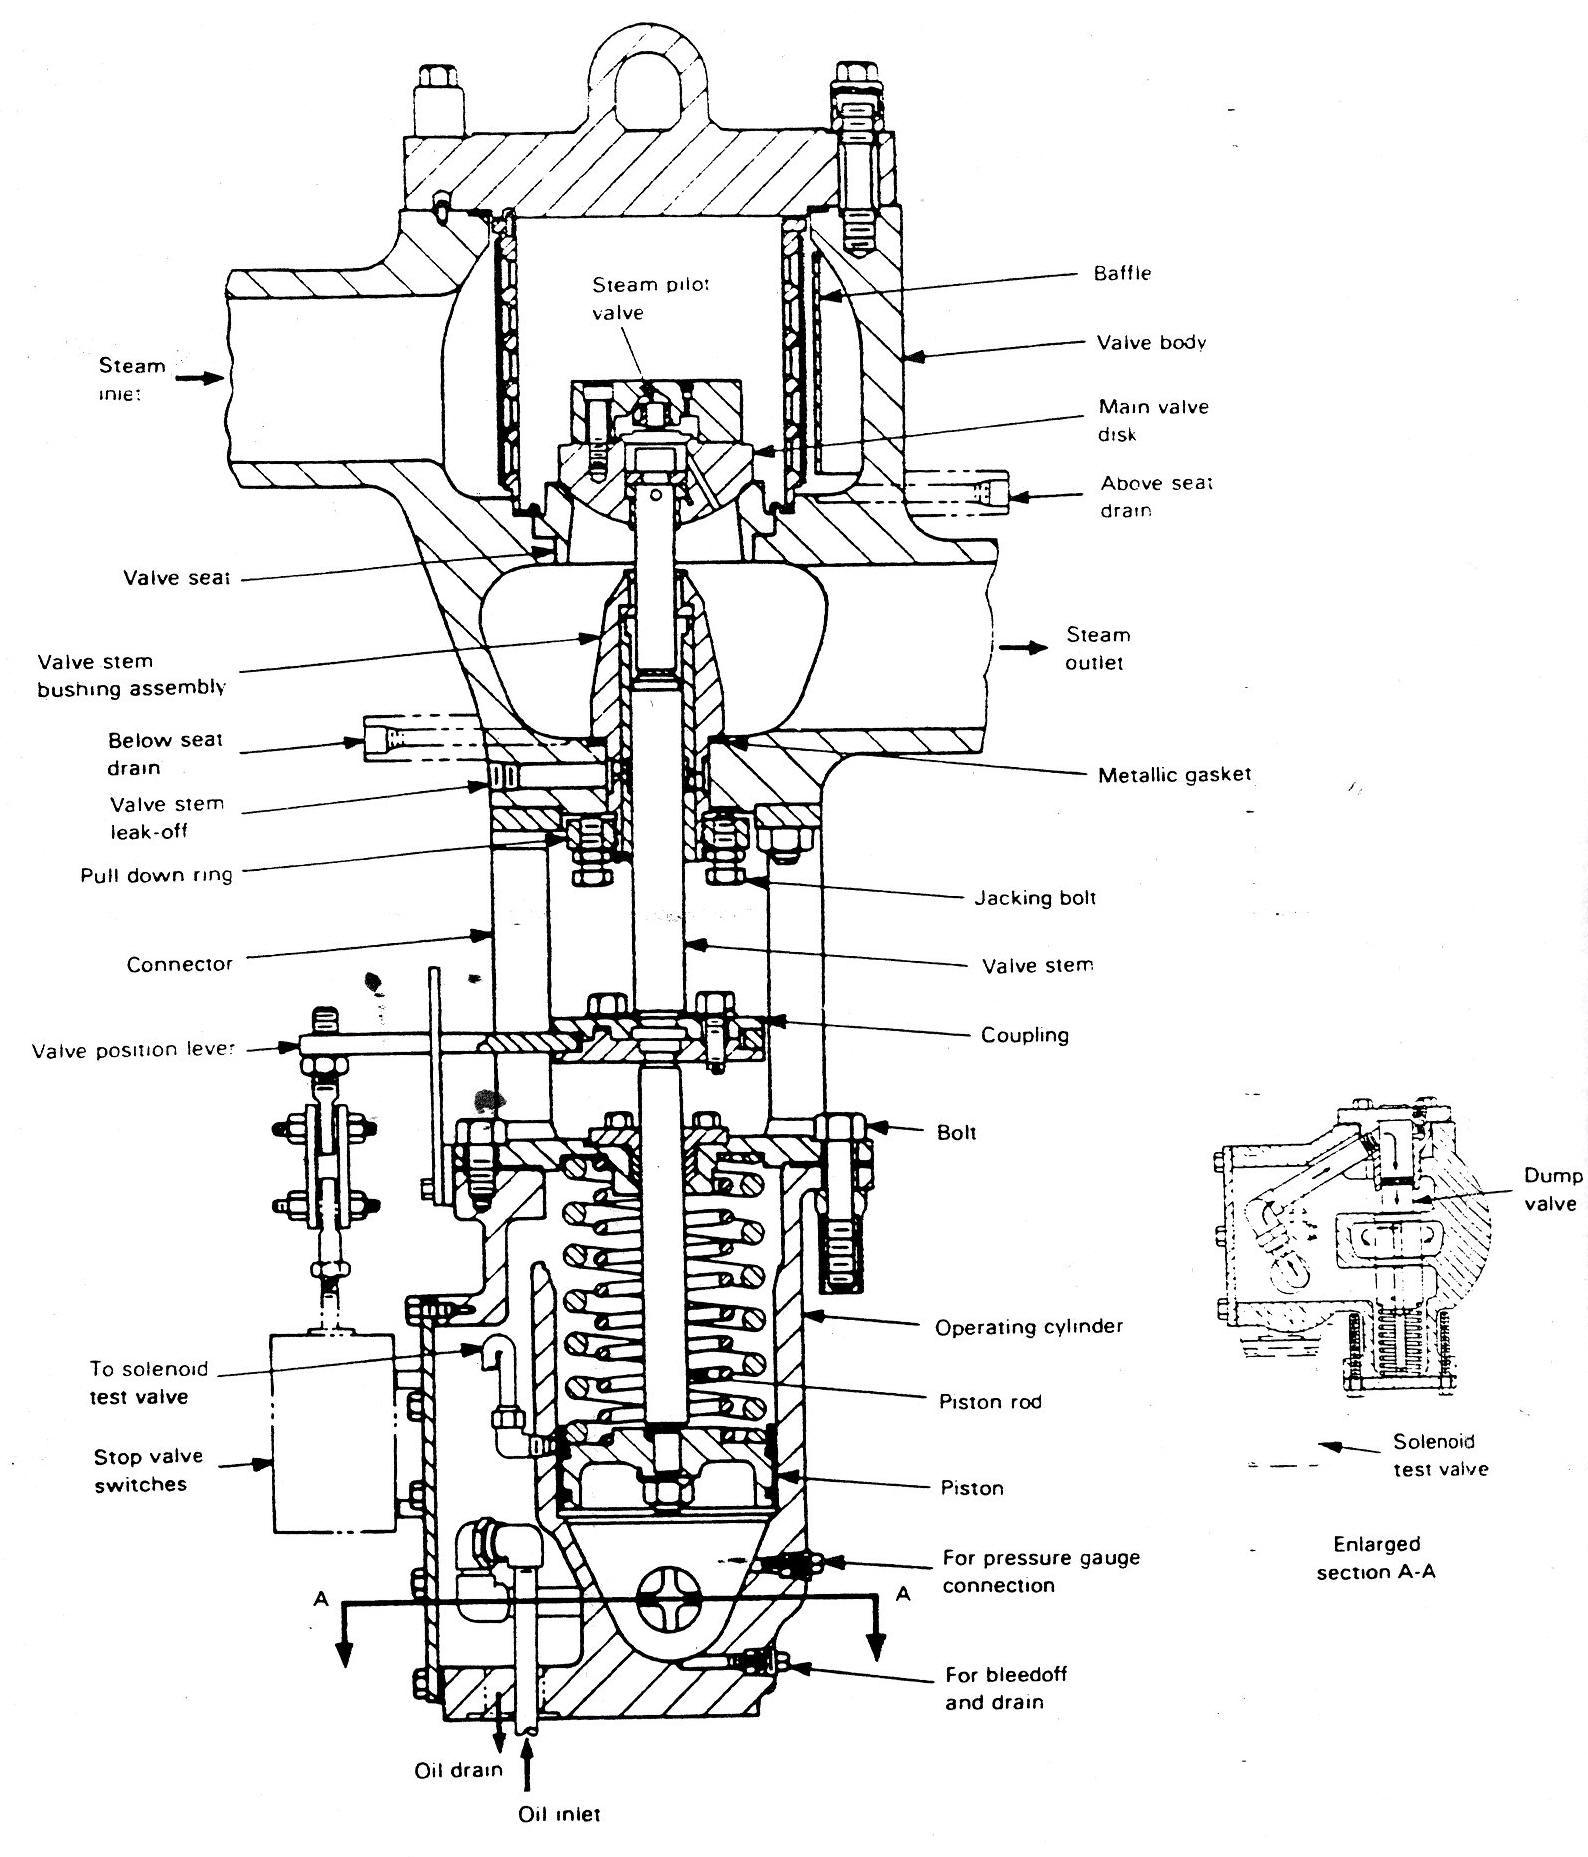 Steam pilot
valve
Baffle
Valve body
Steam
inlet
Main valve
disk
Above seat
drain
Valve seat
Steam
outlet
Valve stem
bushing assembly
Below seat
drain
Metallic gasket
Valve stem
leak-off
Pull down ring
Jacking bolt
Connector
Valve stem
Coupling
Valve position lever
Bolt
Dump
valve
Operating cylinder
To solenoid
test valve
Piston rod
Solenoid
test valve
Stop valve
switches
Piston
Enlarged
section A-A
For pressure gauge
connection
A
A
For bleedoff
and drain
Oil drain
Oil inlet